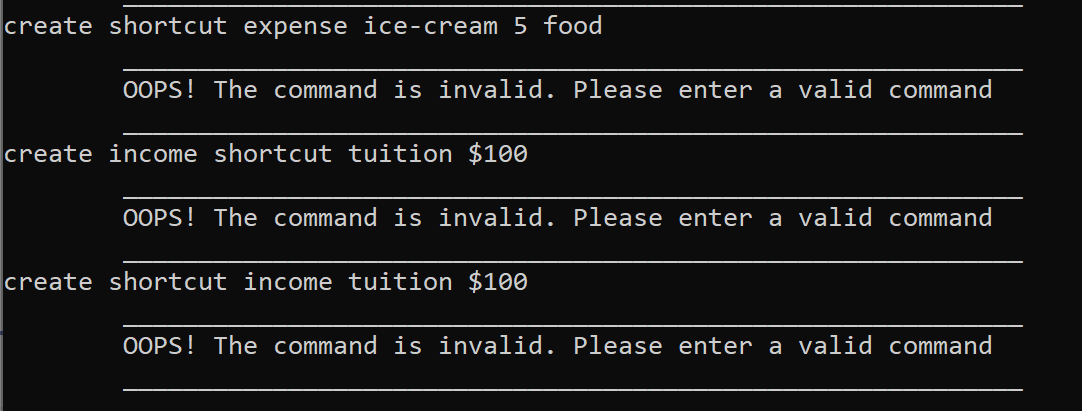 create shortcut expense ice-cream 5 food
OOPS! The command is invalid. Please enter a valid command
create income shortcut tuition $100
OOPS! The command is invalid. Please enter a valid command
create shortcut income tuition $100
OOPS! The command is invalid. Please enter a valid command